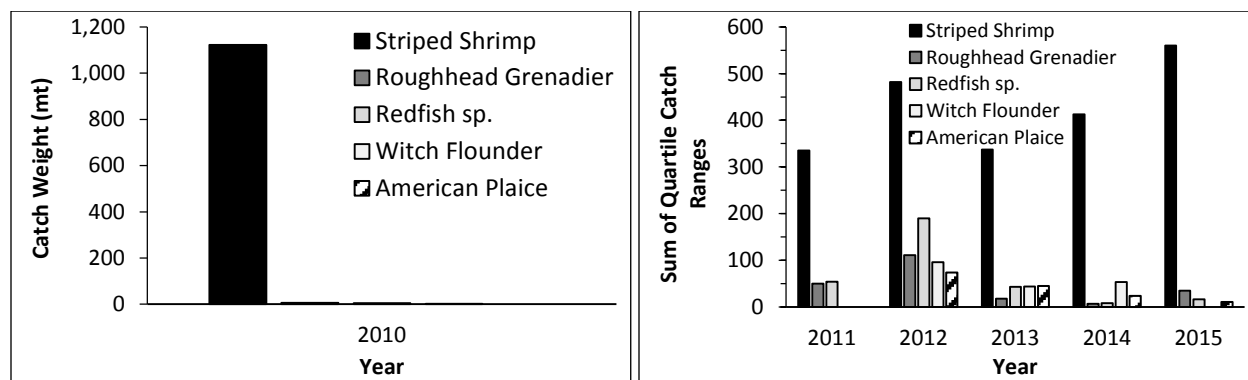 Catch Weight (mt)
1,200
1,000
800
600
400
200
0
Striped Shrimp
Roughhead Grenadier
Redfish sp.
Witch Flounder
American Plaice
2010
Year
Sum of Quartile Catch
Ranges
600
500
400
300
200
100
0
Striped Shrimp
Roughhead Grenadier
Redfish sp.
Witch Flounder
American Plaice
2011 2012 2013 2014 2015
Year